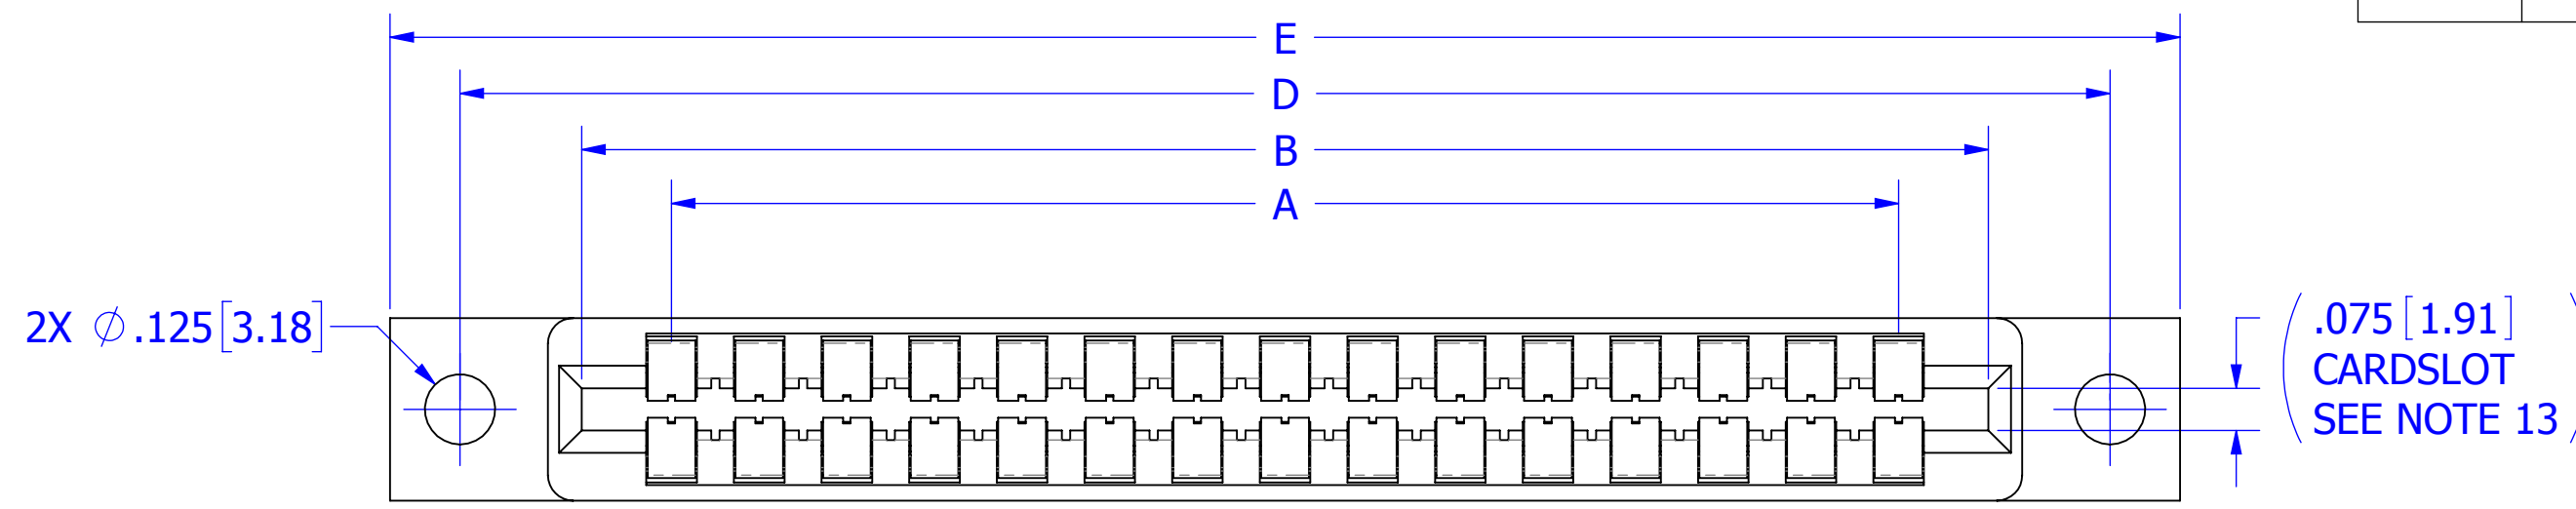 E
D
B
A
2X ∅.125[3.18]
.075[1.91]
CARDSLOT
SEE NOTE 13